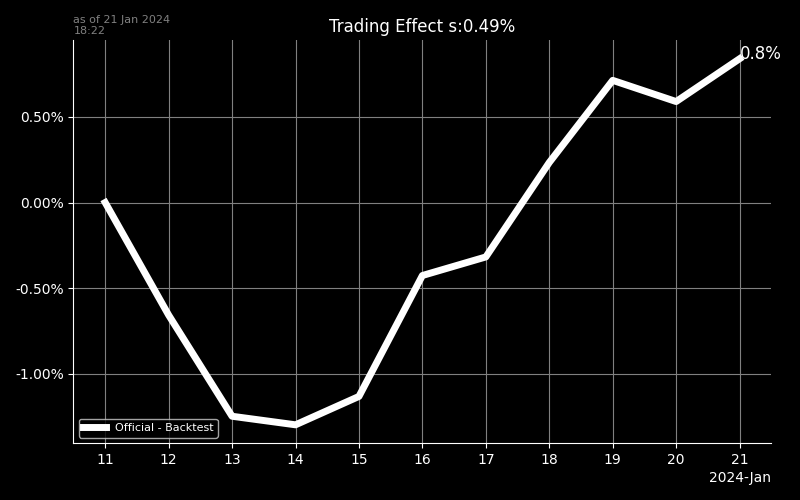 as of 21 Jan 2024
18:22
Trading Effect s:0.49%
0.8%
0.50%
0.00%
-0.50%
-1.00%
Official - Backtest
11 12 13 14 15 16 17 18 19 20 21
2024-Jan